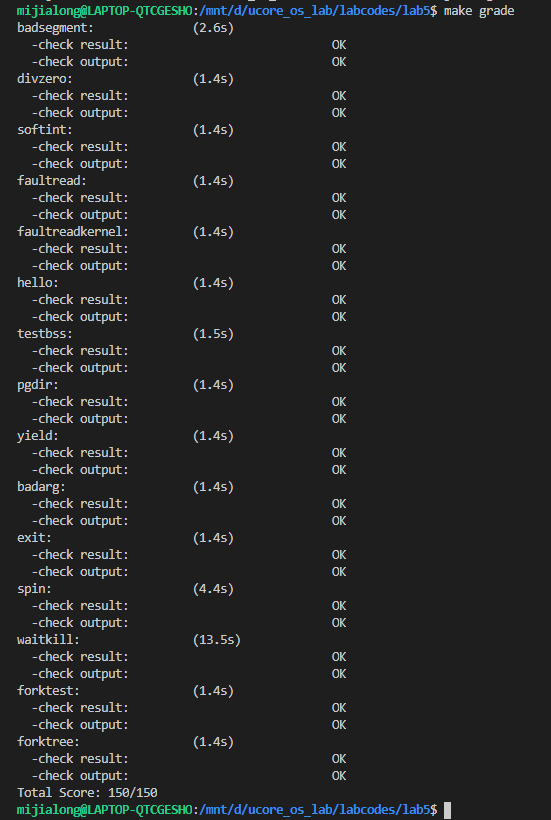 mijialong@LAPTOP-QTCGESHO:/mnt/d/ucore_os_lab/labcodes/lab5$ make grade
badsegment: (2.6s)
-check result: OK
-check output: OK
divzero: (1.4s)
-check result: OK
-check output: OK
softint: (1.4s)
-check result: OK
-check output: OK
faultread: (1.4s)
-check result: OK
-check output: OK
faultreadkernel: (1.4s)
-check result: OK
-check output: OK
hello: (1.4s)
-check result: OK
-check output: OK
testbss: (1.5s)
-check result: OK
-check output: OK
pgdir: (1.4s)
-check result: OK
-check output: OK
yield: (1.4s)
-check result: OK
-check output: OK
badarg: (1.4s)
-check result: OK
-check output: OK
exit: (1.4s)
-check result: OK
-check output: OK
spin: (4.4s)
-check result: OK
-check output: OK
waitkill: (13.5s)
-check result: OK
-check output: OK
forktest: (1.4s)
-check result: OK
-check output: OK
forktree: (1.4s)
-check result: OK
-check output: OK
Total Score: 150/150
mijialong@LAPTOP-QTCGESHO:/mnt/d/ucore_os_lab/labcodes/lab5$